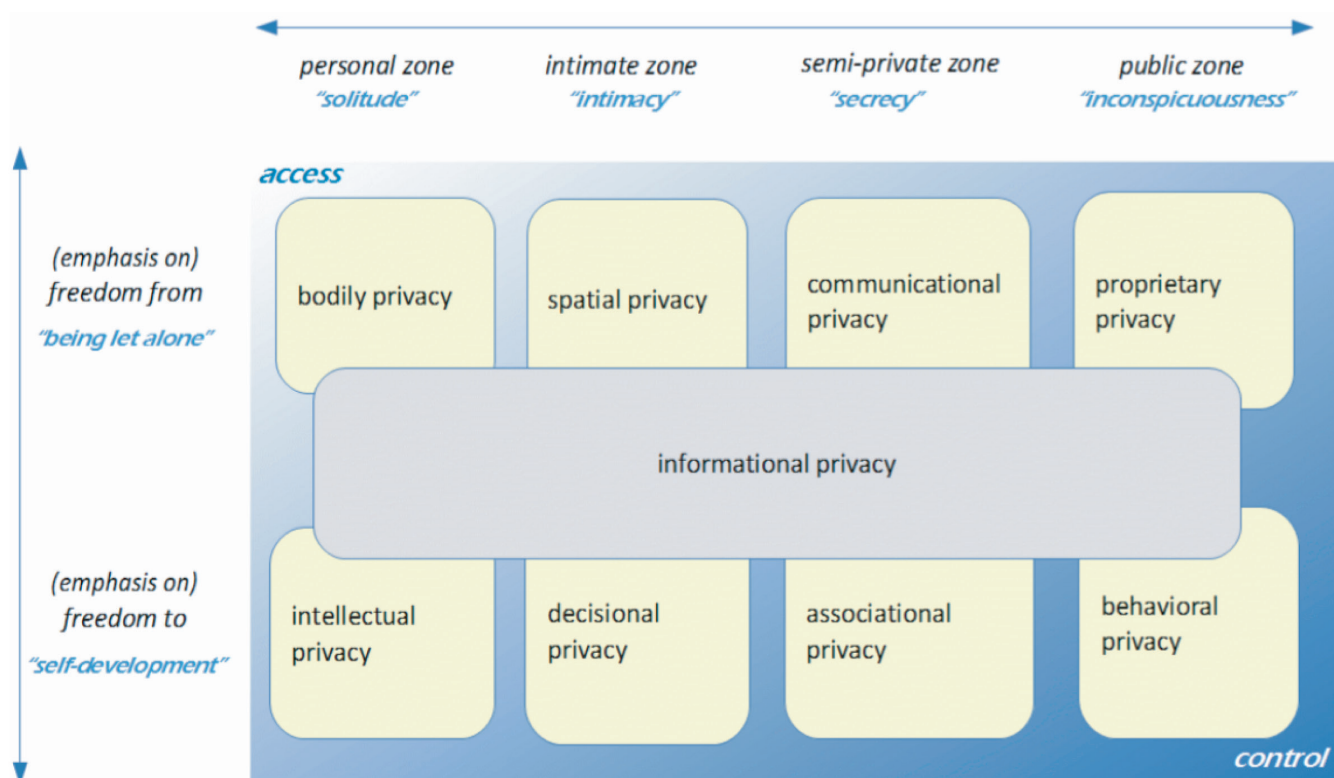 personal zone
"solitude"
intimate zone
"intimacy"
semi-private zone
"secrecy"
public zone
"inconspicuousness"
access
(emphasis on)
freedom from
"being let alone"
bodily privacy
spatial privacy
communicational
privacy
proprietary
privacy
informational privacy
(emphasis on)
freedom to
"self-development"
intellectual
privacy
decisional
privacy
associational
privacy
behavioral
privacy
control